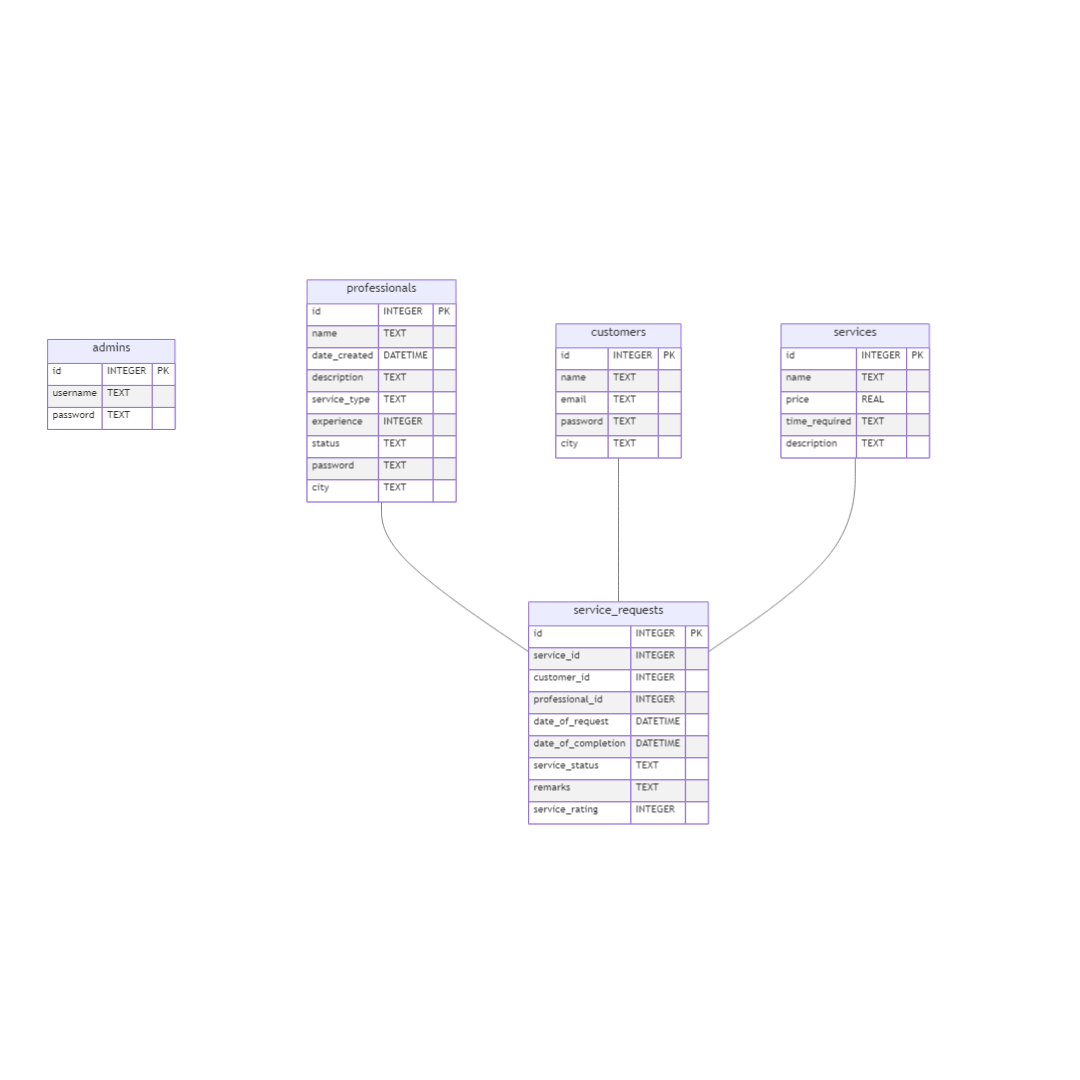 admins
id INTEGER PK
username TEXT
password TEXT
professionals
id INTEGER PK
name TEXT
date_created DATETIME
description TEXT
service_type TEXT
experience INTEGER
status TEXT
password TEXT
city TEXT
customers
id INTEGER PK
name TEXT
email TEXT
password TEXT
city TEXT
services
id INTEGER PK
name TEXT
price REAL
time_required TEXT
description TEXT
service_requests
id INTEGER PK
service_id INTEGER
customer_id INTEGER
professional_id INTEGER
date_of_request DATETIME
date_of_completion DATETIME
service_status TEXT
remarks TEXT
service_rating INTEGER